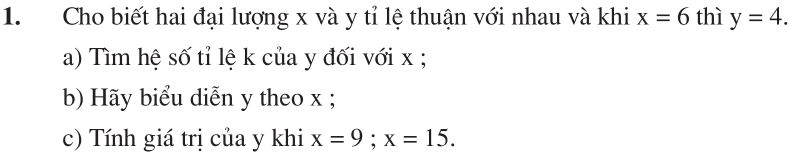 1. Cho biết hai đại lượng x và y tỉ lệ thuận với nhau và khi x = 6 thì y = 4.
a) Tìm hệ số tỉ lệ k của y đối với x ;
b) Hãy biểu diễn y theo x ;
c) Tính giá trị của y khi x = 9 ; x = 15.